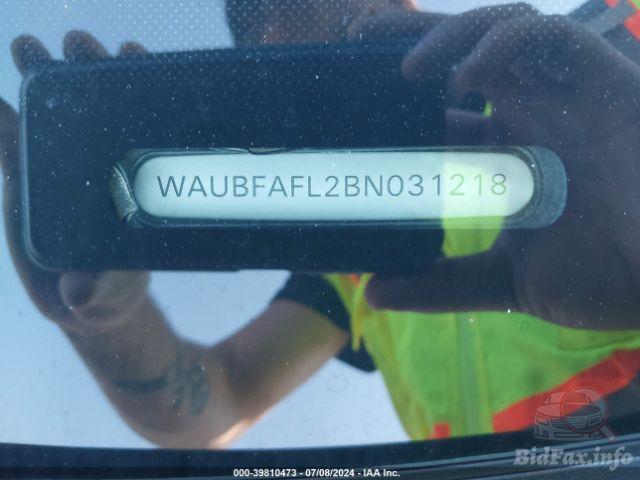 WAUBFAFL2BN031218
000-39810473 - 07/08/2024 - IAA Inc.
BidFax.info